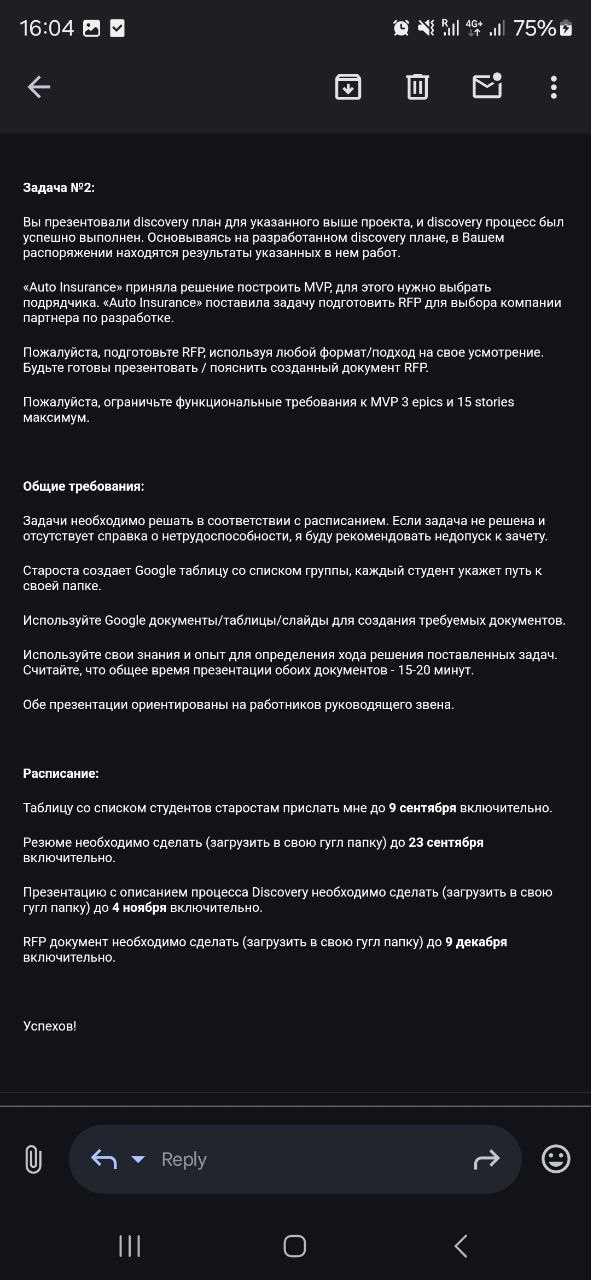 16:04
R 4G+ 75%
Задача №2:
Вы презентовали discovery план для указанного выше проекта, и discovery процесс был
успешно выполнен. Основываясь на разработанном discovery плане, в Вашем
распоряжении находятся результаты указанных в нем работ.
«Auto Insurance» приняла решение построить MVP, для этого нужно выбрать
подрядчика. «Auto Insurance» поставила задачу подготовить RFP для выбора компании
партнера по разработке.
Пожалуйста, подготовьте RFP, используя любой формат/подход на свое усмотрение.
Будьте готовы презентовать / пояснить созданный документ RFP.
Пожалуйста, ограничьте функциональные требования к MVP 3 epics и 15 stories
максимум.
Общие требования:
Задачи необходимо решать в соответствии с расписанием. Если задача не решена и
отсутствует справка о нетрудоспособности, я буду рекомендовать недопуск к зачету.
Староста создает Google таблицу со списком группы, каждый студент укажет путь к
своей папке.
Используйте Google документы/таблицы/слайды для создания требуемых документов.
Используйте свои знания и опыт для определения хода решения поставленных задач.
Считайте, что общее время презентации обоих документов - 15-20 минут.
Обе презентации ориентированы на работников руководящего звена.
Расписание:
Таблицу со списком студентов старостам прислать мне до 9 сентября включительно.
Резюме необходимо сделать (загрузить в свою гугл папку) до 23 сентября
включительно.
Презентацию с описанием процесса Discovery необходимо сделать (загрузить в свою
гугл папку) до 4 ноября включительно.
RFP документ необходимо сделать (загрузить в свою гугл папку) до 9 декабря
включительно.
Успехов!
Reply